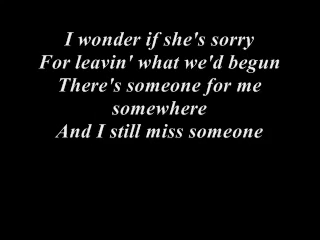 I wonder if she's sorry
For leavin' what we'd begun
There's someone for me
somewhere
And I still miss someone